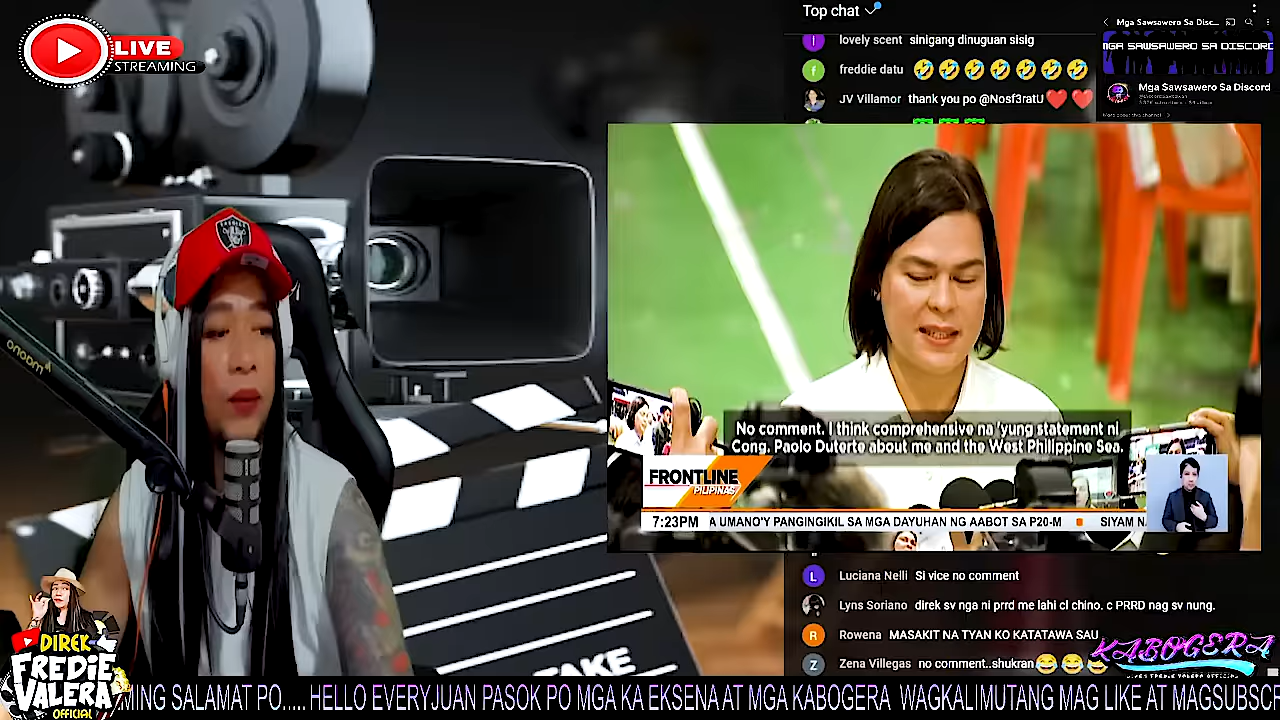 LIVE
STREAMING
Top chat
lovely scent sinigang dinuguan sisig
freddie datu
JV Villamor thank you po @Nosf3ratU
Mga Sawsawero Sa Disc...
MGA SAWSAWERO SA DISCORD
Mga Sawsawero Sa Discord
maono
No comment. I think comprehensive na 'yung statement ni
Cong. Paolo Duterte about me and the West Philippine Sea.
FRONTLINE
PILIPINAS
7:23PM A UMANO'Y PANGINGIKIL SA MGA DAYUHAN NG AABOT SA P20-M SIYAM N
L Luciana Nelli Si vice no comment
Lyns Soriano direk sv nga ni prd me lahi cl chino. c PRRD nag sv nung.
R Rowena MASAKIT NA TYAN KO KATATAWA SAU
Z Zena Villegas no comment..shukran
KABOGERA
TAKE
DIREK
FREDIE
VALERA
OFFICIAL
MING SALAMAT PO..... HELLO EVERYJUAN PASOK PO MGA KA EKSENA AT MGA KABOGERA WAGKALIMUTANG MAG LIKE AT MAGSUBSC